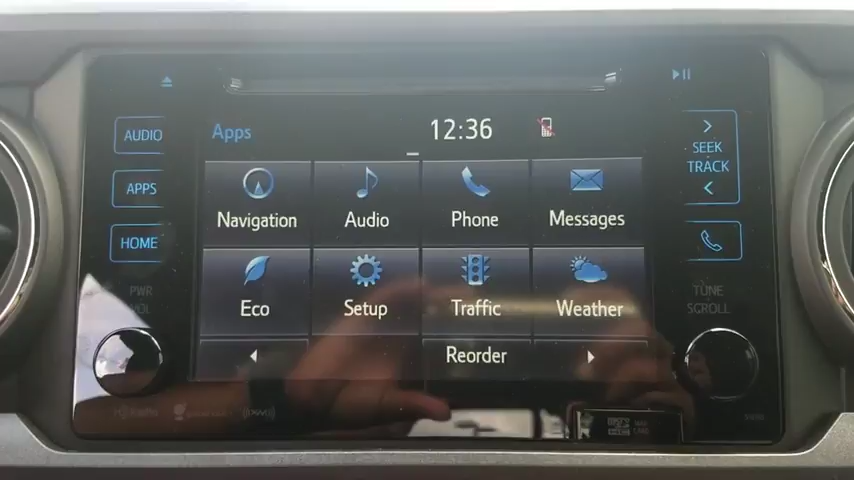 AUDIO
APPS
HOME
PWR
VOL
Apps
12:36
Navigation
Audio
Phone
Messages
Eco
Setup
Traffic
Weather
Reorder
SEEK
TRACK
TUNE
SCROLL